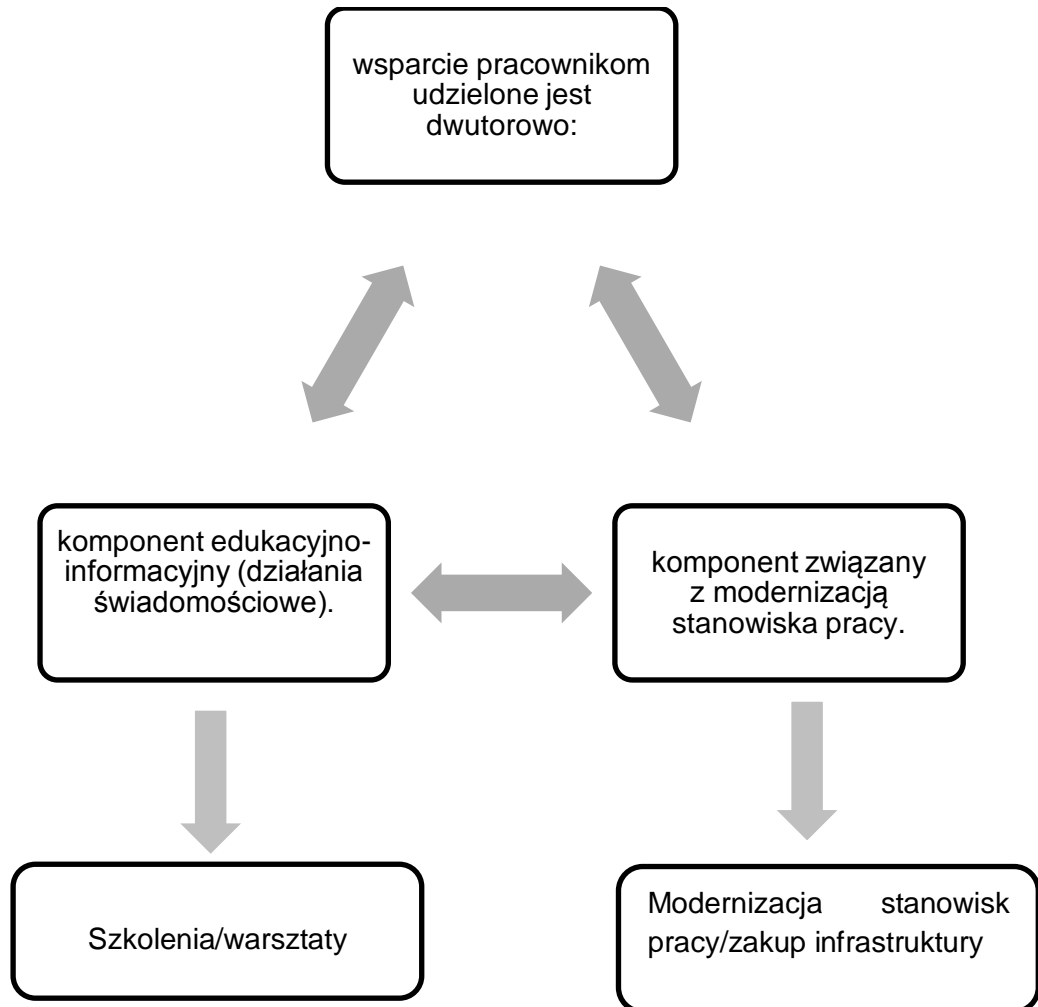 wsparcie pracownikom
udzielone jest
dwutorowo:
komponent edukacyjno-
informacyjny (działania
świadomościowe).
komponent związany
z modernizacją
stanowiska pracy.
Szkolenia/warsztaty
Modernizacja stanowisk
pracy/zakup infrastruktury